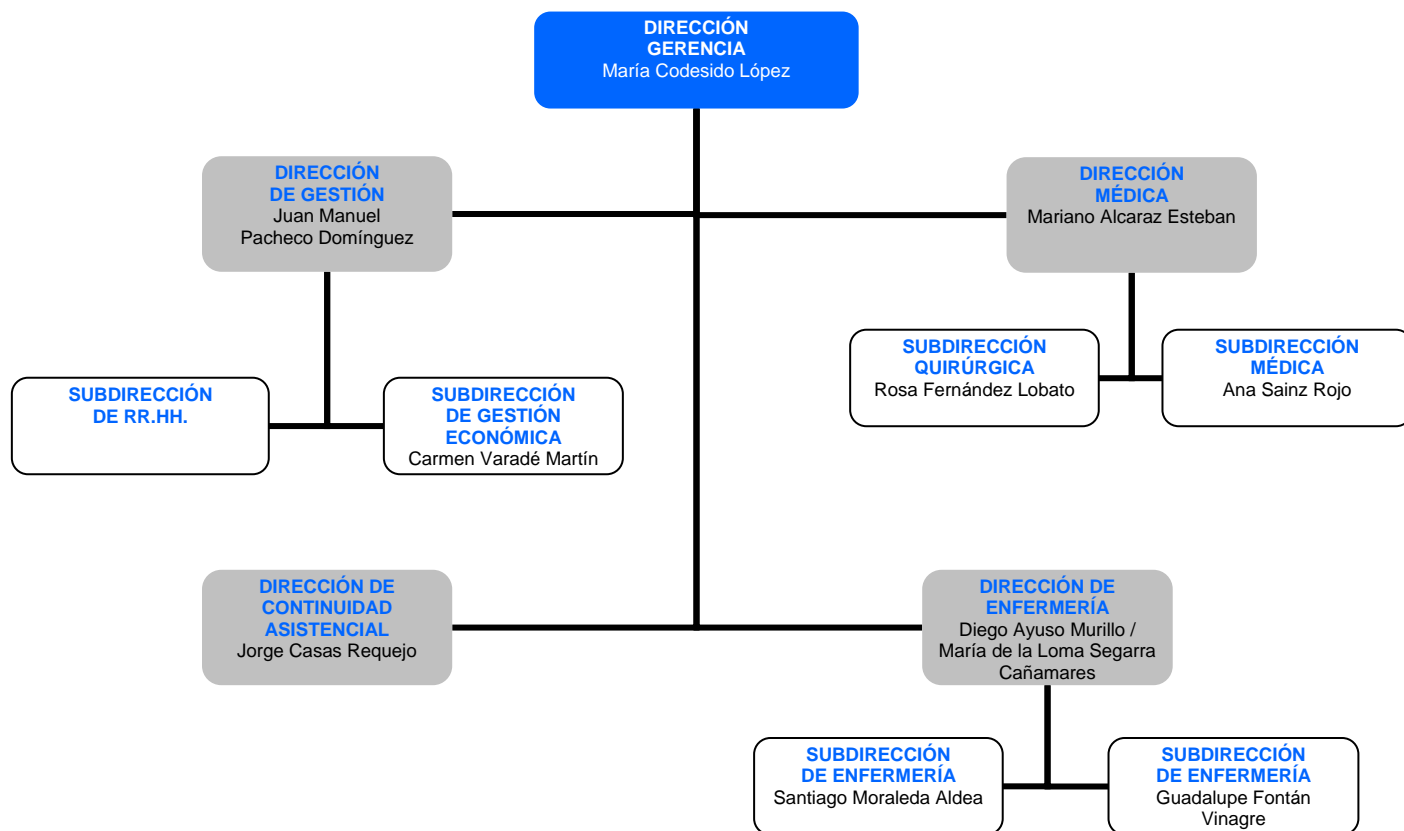 DIRECCIÓN
GERENCIA
María Codesido López
DIRECCIÓN
DE GESTIÓN
Juan Manuel
Pacheco Domínguez
DIRECCIÓN
MÉDICA
Mariano Alcaraz Esteban
SUBDIRECCIÓN
QUIRÚRGICA
Rosa Fernández Lobato
SUBDIRECCIÓN
MÉDICA
Ana Sainz Rojo
SUBDIRECCIÓN
DE RR.HH.
SUBDIRECCIÓN
DE GESTIÓN
ECONÓMICA
Carmen Varadé Martín
DIRECCIÓN DE
CONTINUIDAD
ASISTENCIAL
Jorge Casas Requejo
DIRECCIÓN DE
ENFERMERÍA
Diego Ayuso Murillo /
María de la Loma Segarra
Cañamares
SUBDIRECCIÓN
DE ENFERMERÍA
Santiago Moraleda Aldea
SUBDIRECCIÓN
DE ENFERMERÍA
Guadalupe Fontán
Vinagre